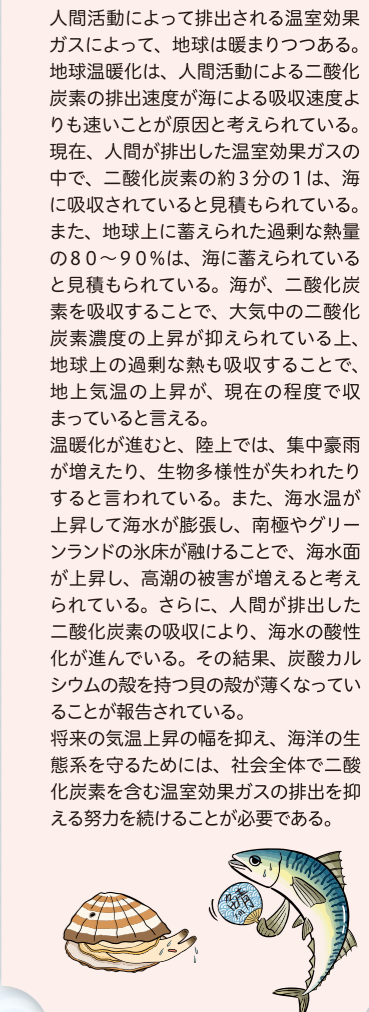 人間活動によって排出される温室効果
ガスによって、地球は暖まりつつある。
地球温暖化は、人間活動による二酸化
炭素の排出速度が海による吸収速度よ
りも速いことが原因と考えられている。
現在、人間が排出した温室効果ガスの
中で、二酸化炭素の約3分の1は、海
に吸収されていると見積もられている。
また、地球上に蓄えられた過剰な熱量
の80〜90%は、海に蓄えられている
と見積もられている。海が、二酸化炭
素を吸収することで、大気中の二酸化
炭素濃度の上昇が抑えられている上、
地球上の過剰な熱も吸収することで、
地上気温の上昇が、現在の程度で収
まっていると言える。
温暖化が進むと、陸上では、集中豪雨
が増えたり、生物多様性が失われたり
すると言われている。また、海水温が
上昇して海水が膨張し、南極やグリー
ンランドの氷床が融けることで、海水面
が上昇し、高潮の被害が増えると考え
られている。さらに、人間が排出した
二酸化炭素の吸収により、海水の酸性
化が進んでいる。その結果、炭酸カル
シウムの殻を持つ貝の殻が薄くなってい
ることが報告されている。
将来の気温上昇の幅を抑え、海洋の生
態系を守るためには、社会全体で二酸
化炭素を含む温室効果ガスの排出を抑
える努力を続けることが必要である。